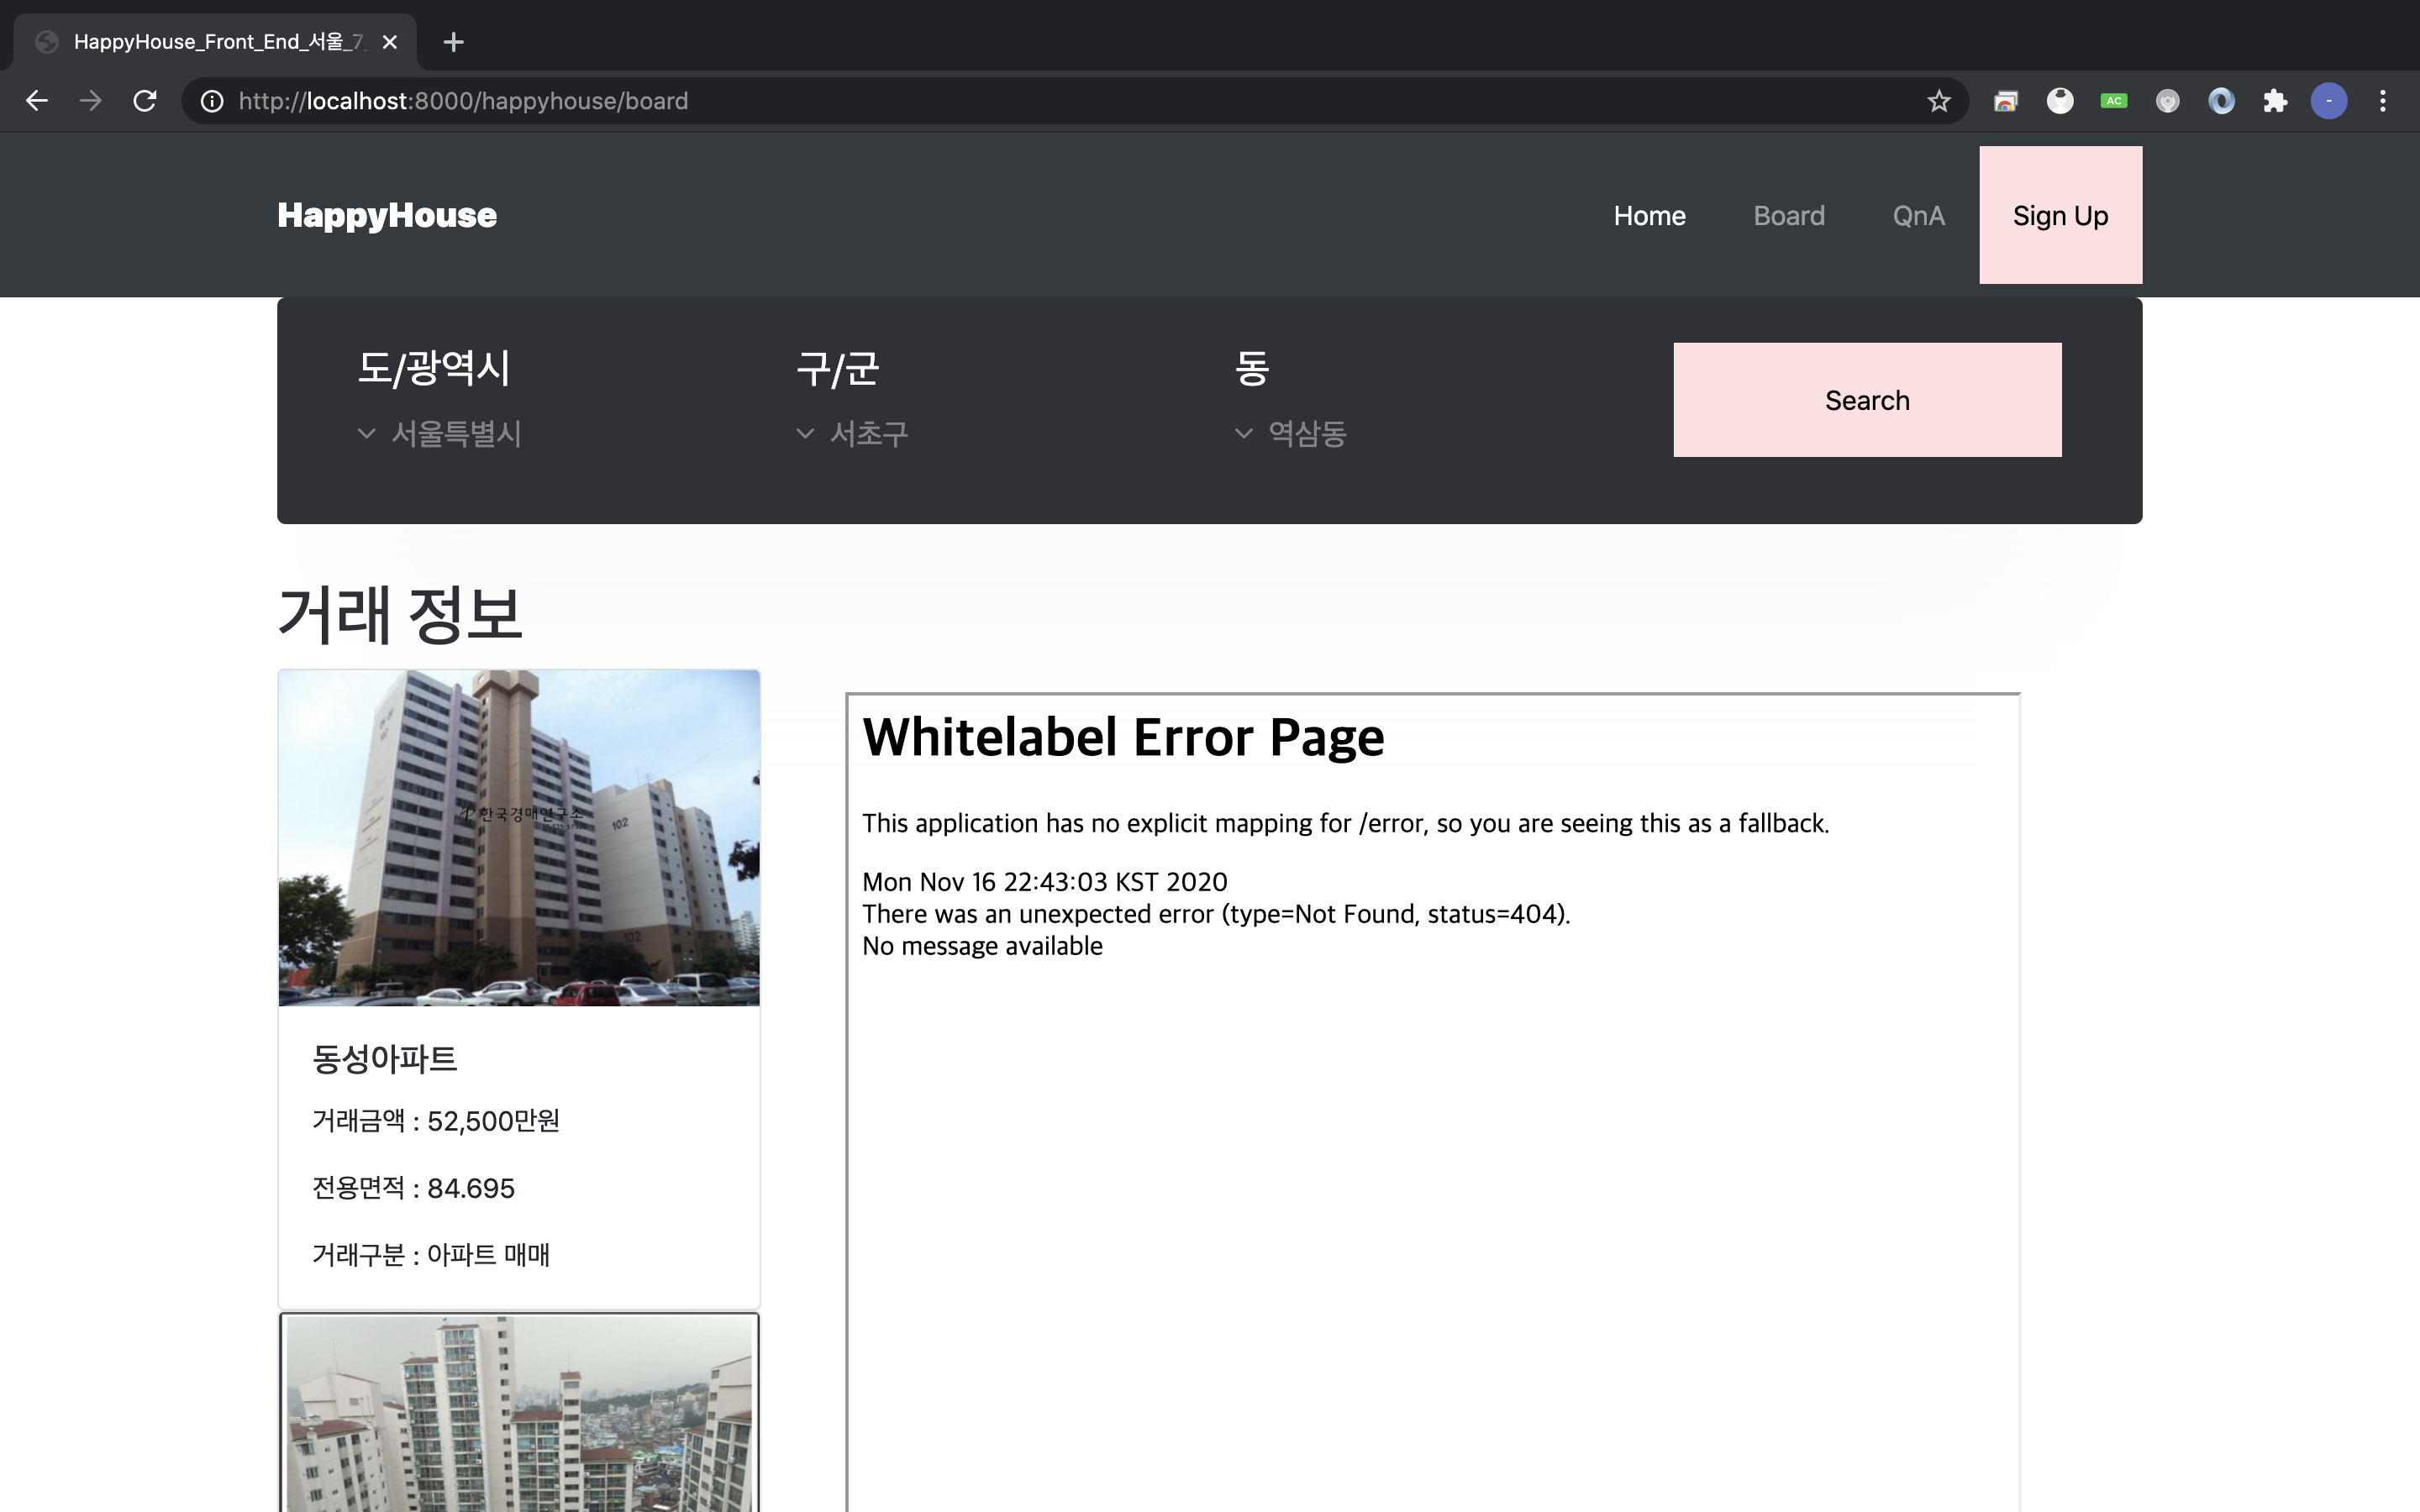 HappyHouse_Front_End_서울_7_
http://localhost:8000/happyhouse/board
AC
-
HappyHouse
Home Board QnA Sign Up
도/광역시 구/군 동
서울특별시 서초구 역삼동
Search
거래 정보
한국경매연구소
102
102
동성아파트
거래금액 : 52,500만원
전용면적 : 84.695
거래구분 : 아파트 매매
Whitelabel Error Page
This application has no explicit mapping for /error, so you are seeing this as a fallback.
Mon Nov 16 22:43:03 KST 2020
There was an unexpected error (type=Not Found, status=404).
No message available